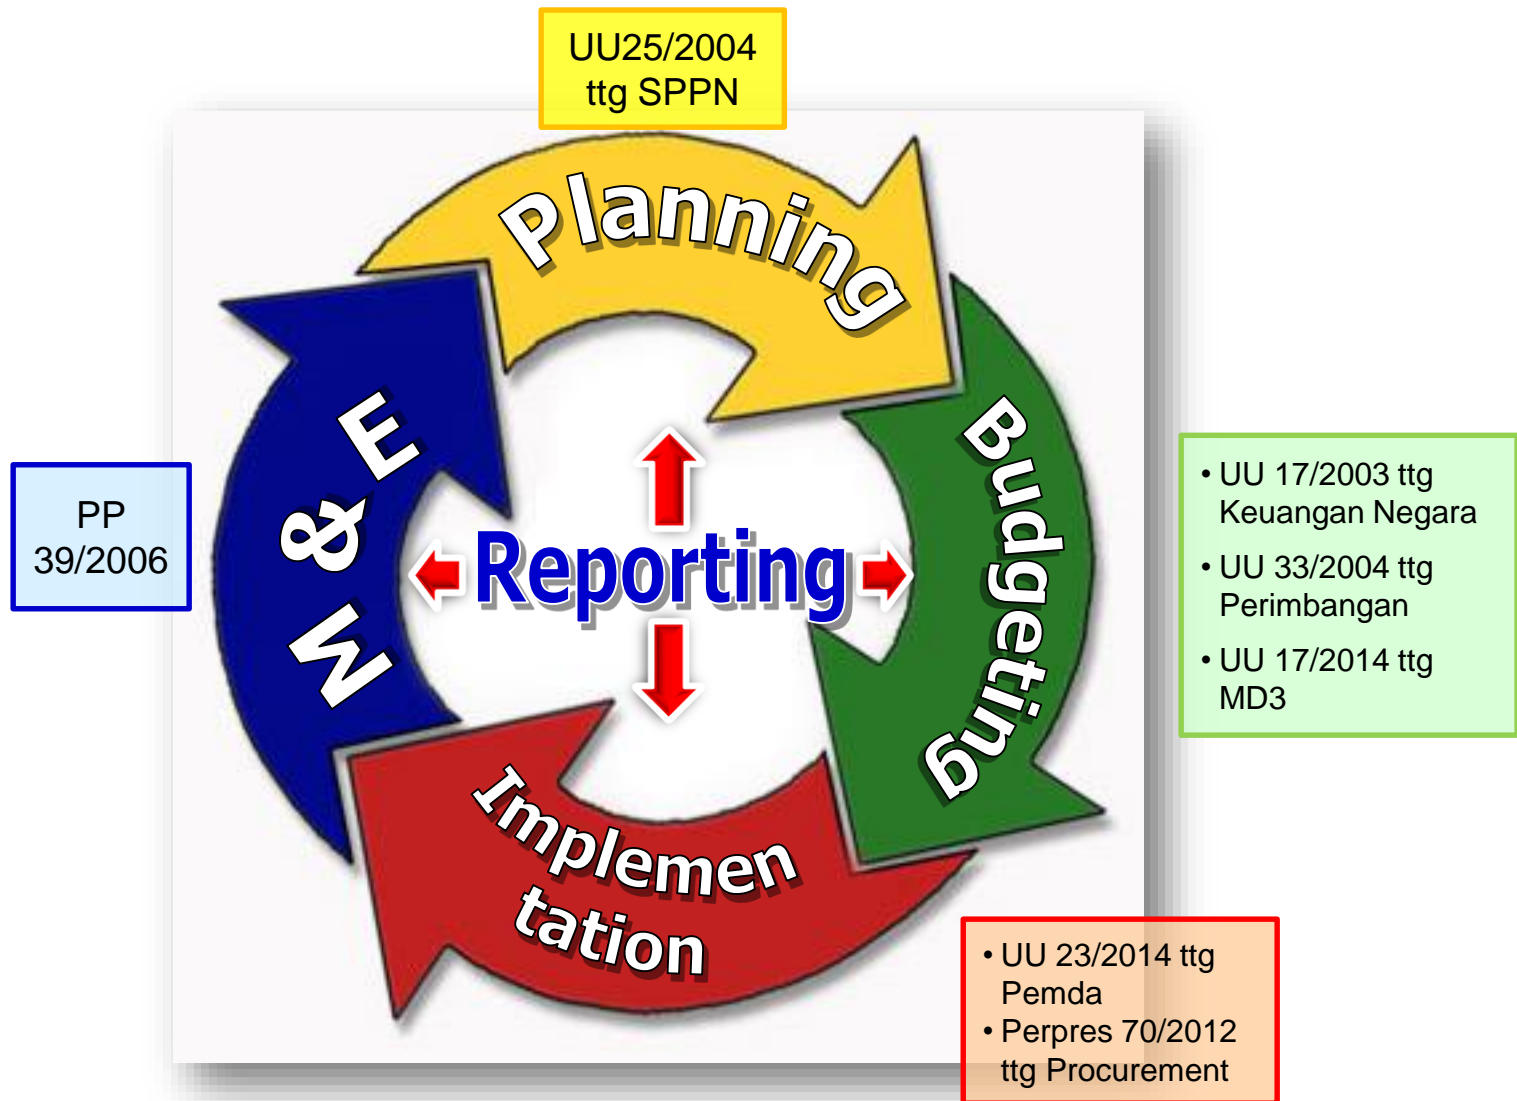 UU25/2004
ttg SPPN
Planning
Budgeting
• UU 17/2003 ttg
Keuangan Negara
• UU 33/2004 ttg
Perimbangan
• UU 17/2014 ttg
MD3
M & E
PP
39/2006
Reporting
Implemen
tation
• UU 23/2014 ttg
Pemda
• Perpres 70/2012
ttg Procurement